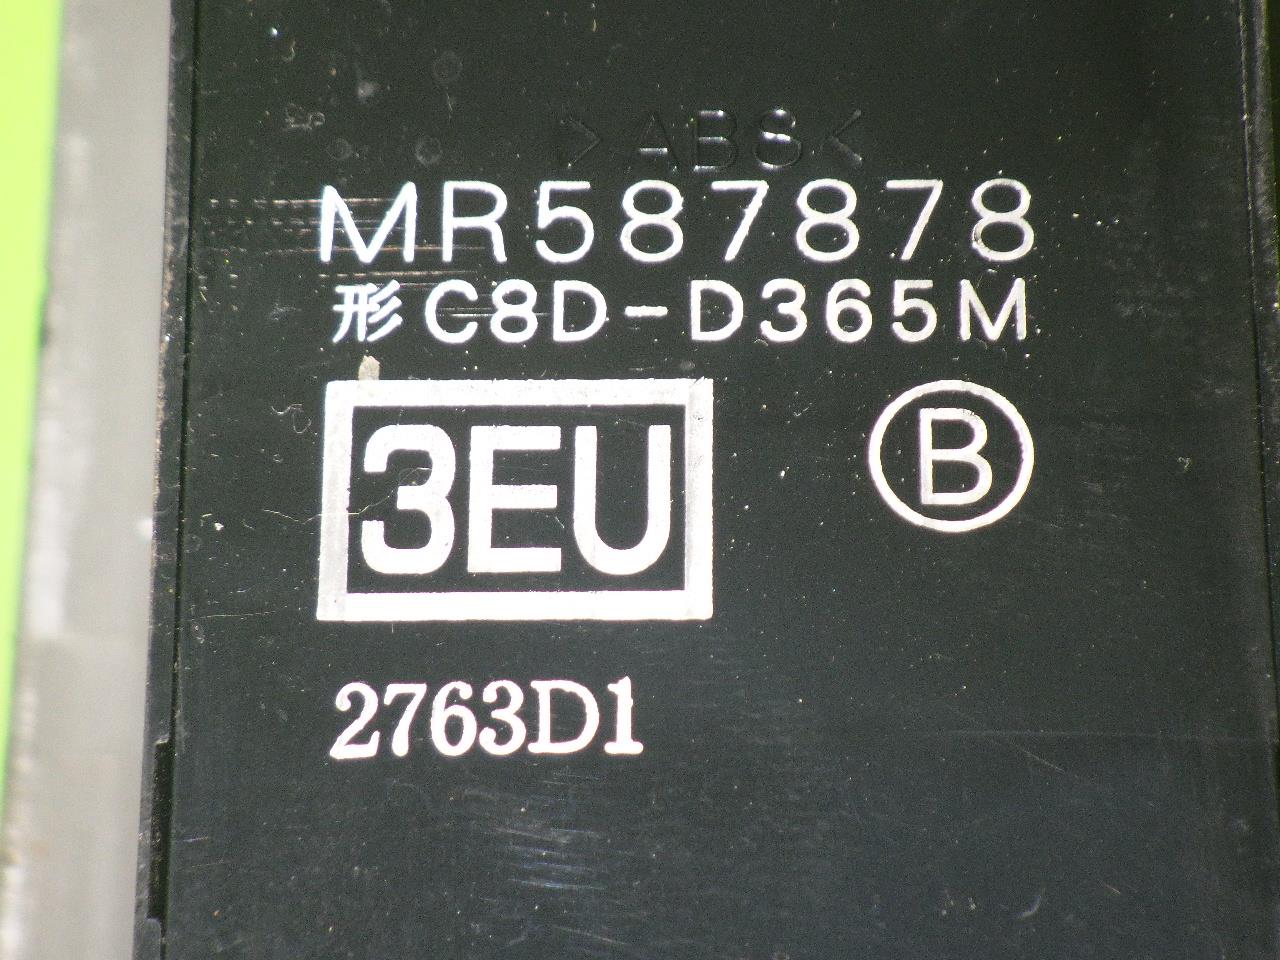 >ABS<
MR587878
形C8D-D365M
3EU
B
2763D1